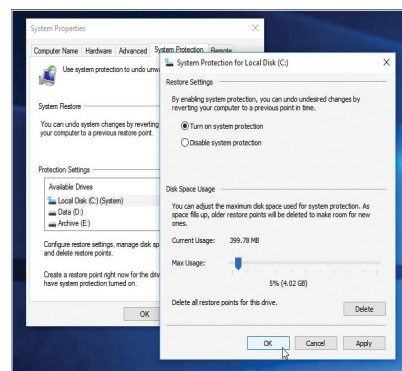 System Properties
Computer Name Hardware Advanced System Protection Remote
Use system protection to undo unw
System Restore
You can undo system changes by reverting
your computer to a previous restore point.
Protection Settings
Available Drives
Local Disk (C:) (System)
Data (D:)
Archive (E:)
Configure restore settings, manage disk sp
and delete restore points.
Create a restore point right now for the driv
have system protection turned on.
OK
System Protection for Local Disk (C:)
Restore Settings
By enabling system protection, you can undo undesired changes by
reverting your computer to a previous point in time.
Turn on system protection
Disable system protection
Disk Space Usage
You can adjust the maximum disk space used for system protection. As
space fills up, older restore points will be deleted to make room for new
ones.
Current Usage: 399.78 MB
Max Usage:
5% (4.02 GB)
Delete all restore points for this drive.
Delete
OK Cancel Apply